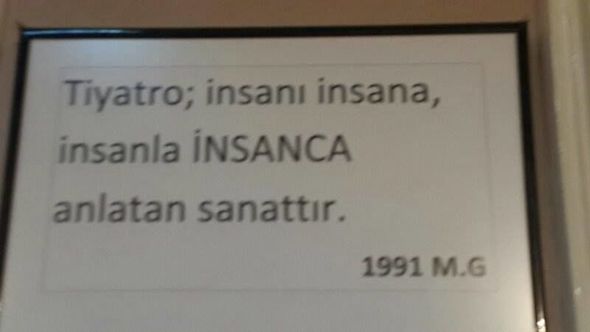 Tiyatro; insanı insana,
insanla İNSANCA
anlatan sanattır.
1991 M.G